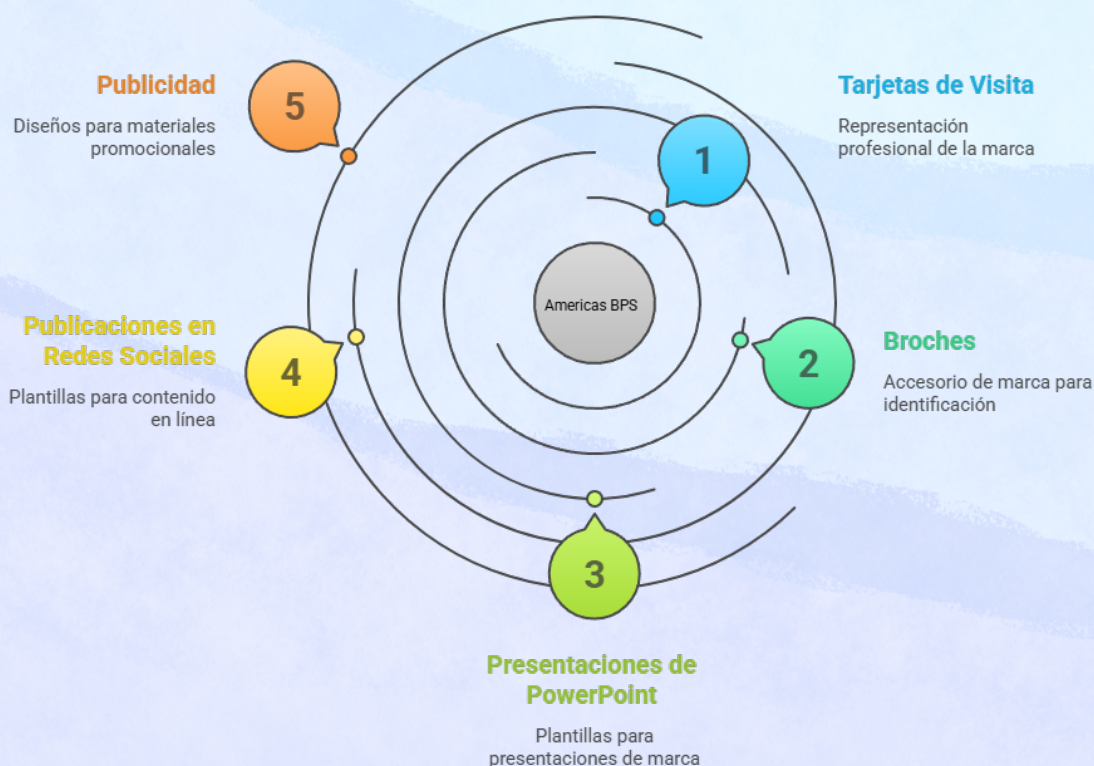 Americas BPS
1
Tarjetas de Visita
Representación
profesional de la marca
2
Broches
Accesorio de marca para
identificación
3
Presentaciones de
PowerPoint
Plantillas para
presentaciones de marca
4
Publicaciones en
Redes Sociales
Plantillas para contenido
en línea
5
Publicidad
Diseños para materiales
promocionales